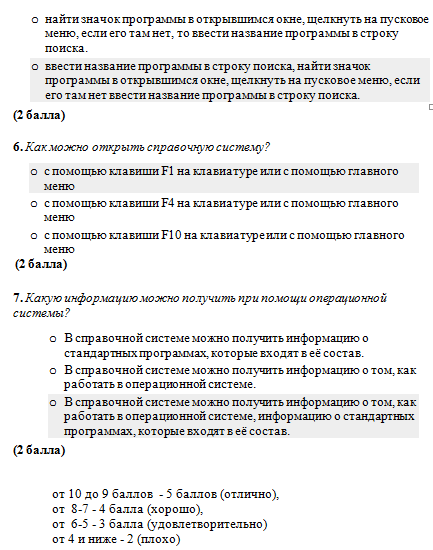 o найти значок программы в открывшимся окне, щелкнуть на пусковое
меню, если его там нет, то ввести название программы в строку
поиска.
o ввести название программы в строку поиска, найти значок
программы в открывшимся окне, щелкнуть на пусковое меню, если
его там нет ввести название программы в строку поиска.
(2 балла)
6. Как можно открыть справочную систему?
o с помощью клавиши F1 на клавиатуре или с помощью главного
меню
o с помощью клавиши F4 на клавиатуре или с помощью главного
меню
o с помощью клавиши F10 на клавиатуре или с помощью главного
меню
(2 балла)
7. Какую информацию можно получить при помощи операционной
системы?
o В справочной системе можно получить информацию о
стандартных программах, которые входят в её состав.
o В справочной системе можно получить информацию о том, как
работать в операционной системе.
o В справочной системе можно получить информацию о том, как
работать в операционной системе, информацию о стандартных
программах, которые входят в её состав.
(2 балла)
от 10 до 9 баллов - 5 баллов (отлично),
от 8-7 - 4 балла (хорошо),
от 6-5 - 3 балла (удовлетворительно)
от 4 и ниже - 2 (плохо)